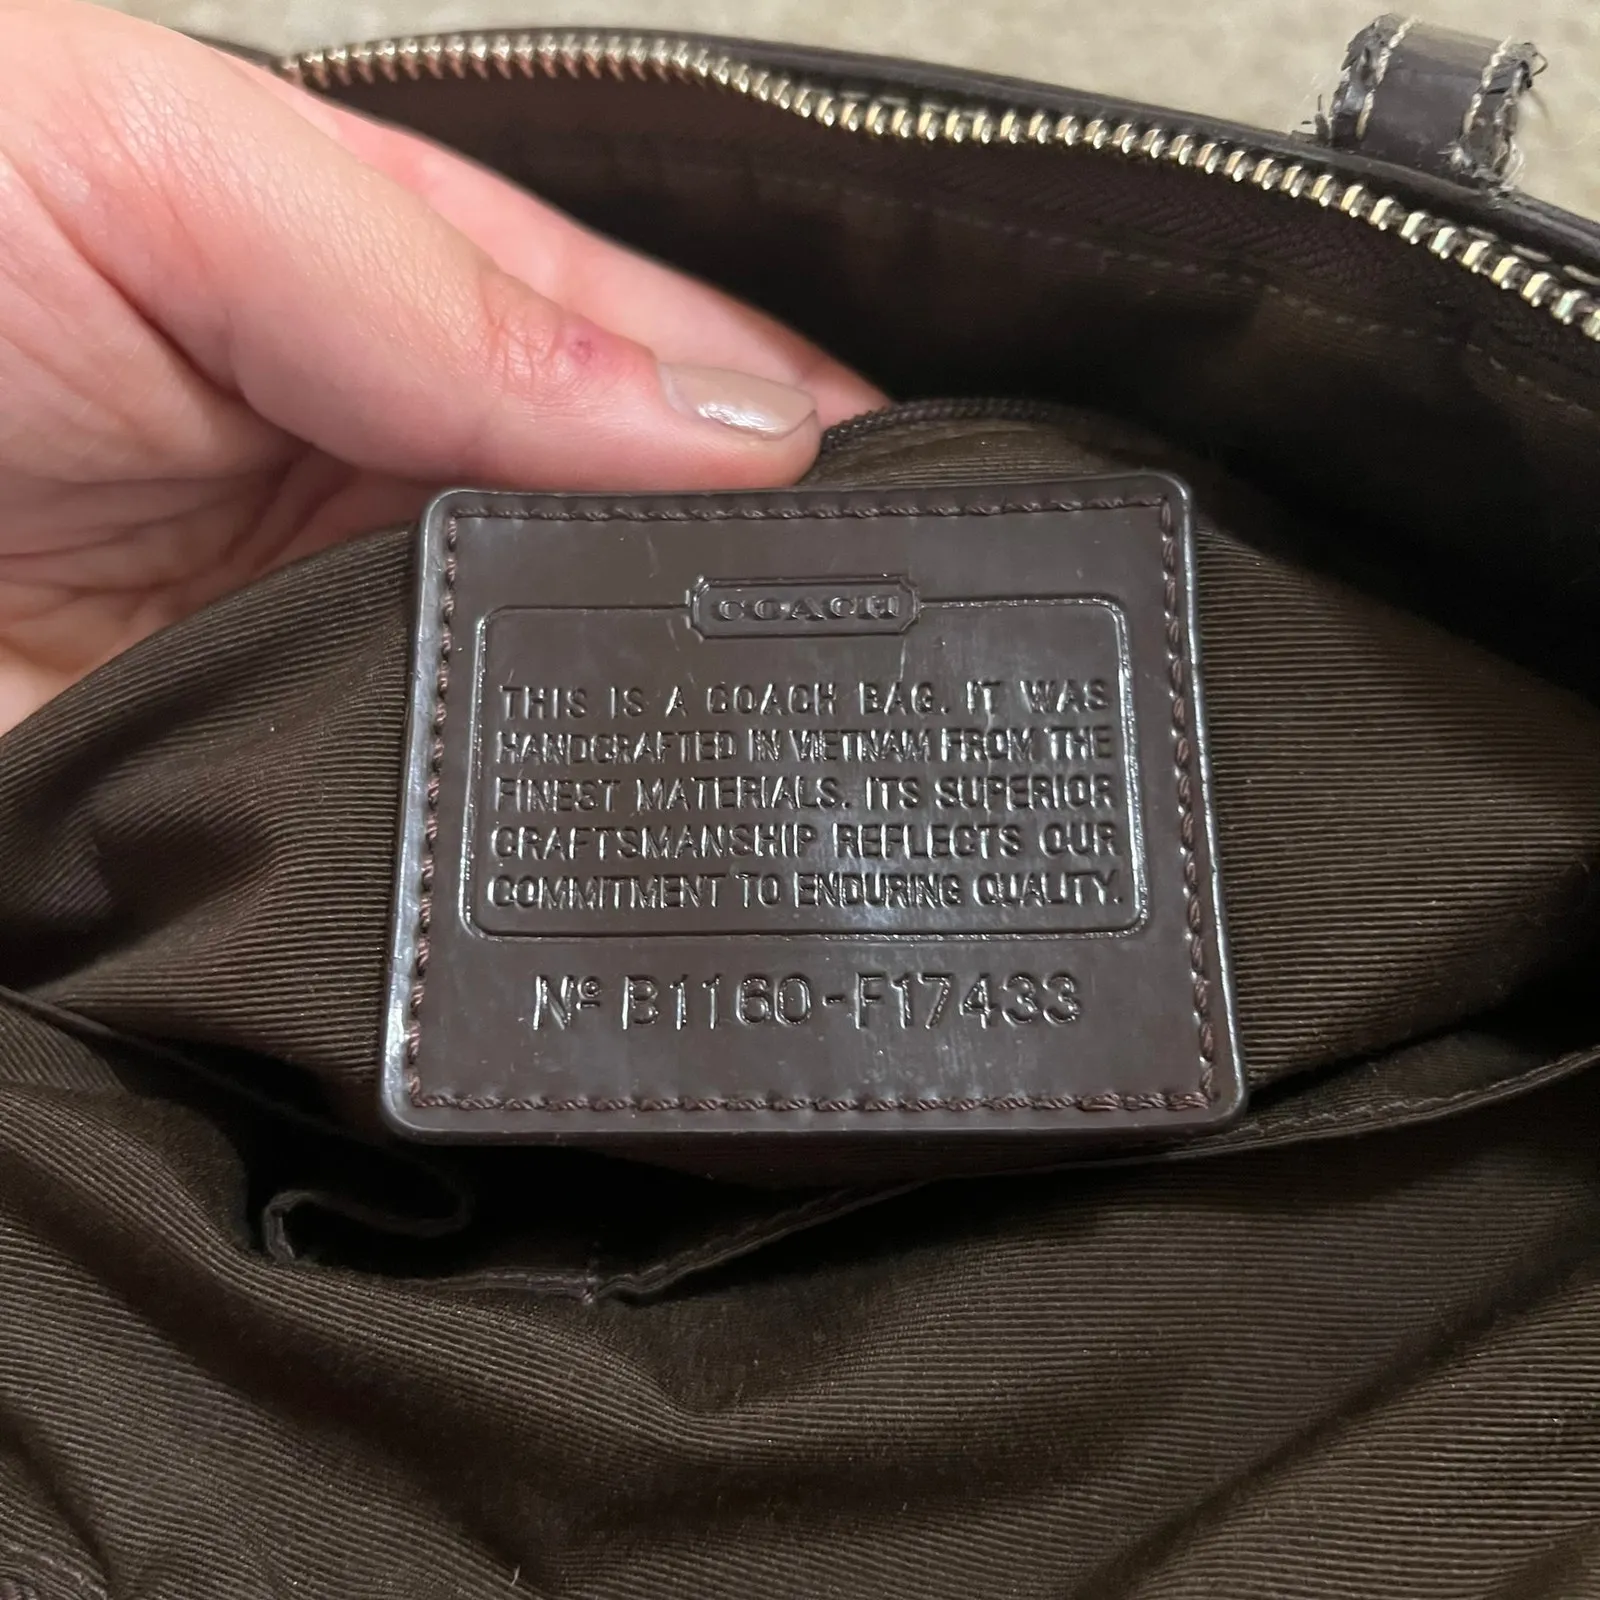 COACH
THIS IS A COACH BAG. IT WAS
HANDCRAFTED IN VIETNAM FROM THE
FINEST MATERIALS. ITS SUPERIOR
CRAFTSMANSHIP REFLECTS OUR
COMMITMENT TO ENDURING QUALITY.
Nº B1160-F17433